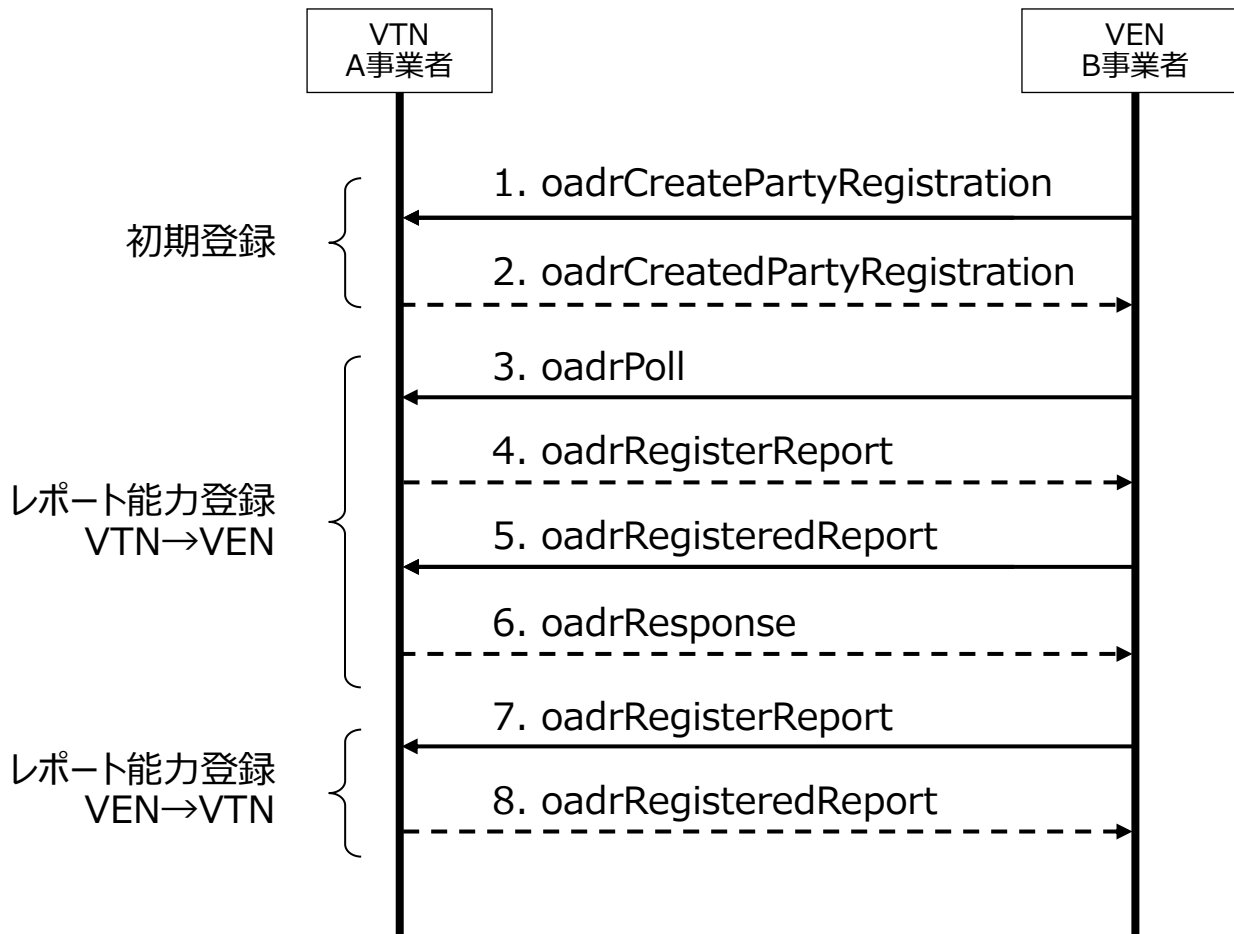 VTN
A事業者
VEN
B事業者
1. oadrCreatePartyRegistration
初期登録
2. oadrCreatedPartyRegistration
3. oadrPoll
4. oadrRegisterReport
レポート能力登録
VTN→VEN
5. oadrRegisteredReport
6. oadrResponse
7. oadrRegisterReport
レポート能力登録
VEN→VTN
8. oadrRegisteredReport